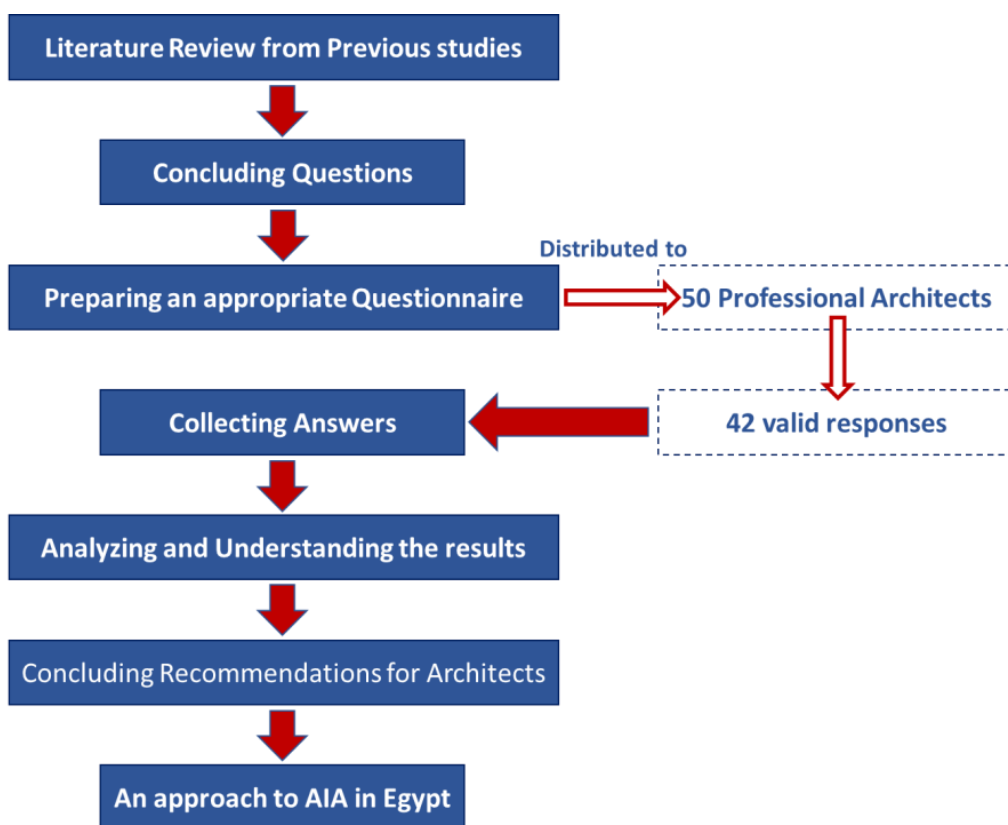 Literature Review from Previous studies
Concluding Questions
Distributed to
Preparing an appropriate Questionnaire
50 Professional Architects
Collecting Answers
42 valid responses
Analyzing and Understanding the results
Concluding Recommendations for Architects
An approach to AIA in Egypt